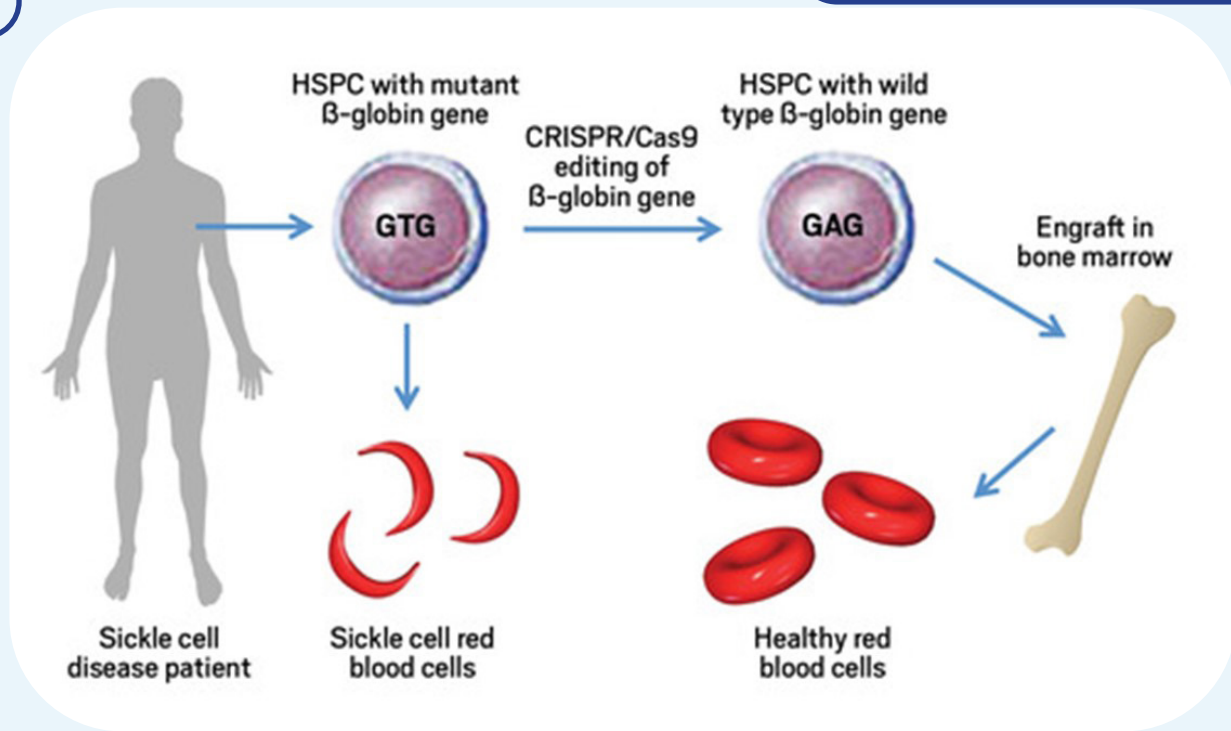 HSPC with mutant
ß-globin gene
GTG
CRISPR/Cas9
editing of
ß-globin gene
HSPC with wild
type ß-globin gene
GAG
Engraft in
bone marrow
Sickle cell
disease patient
Sickle cell red
blood cells
Healthy red
blood cells